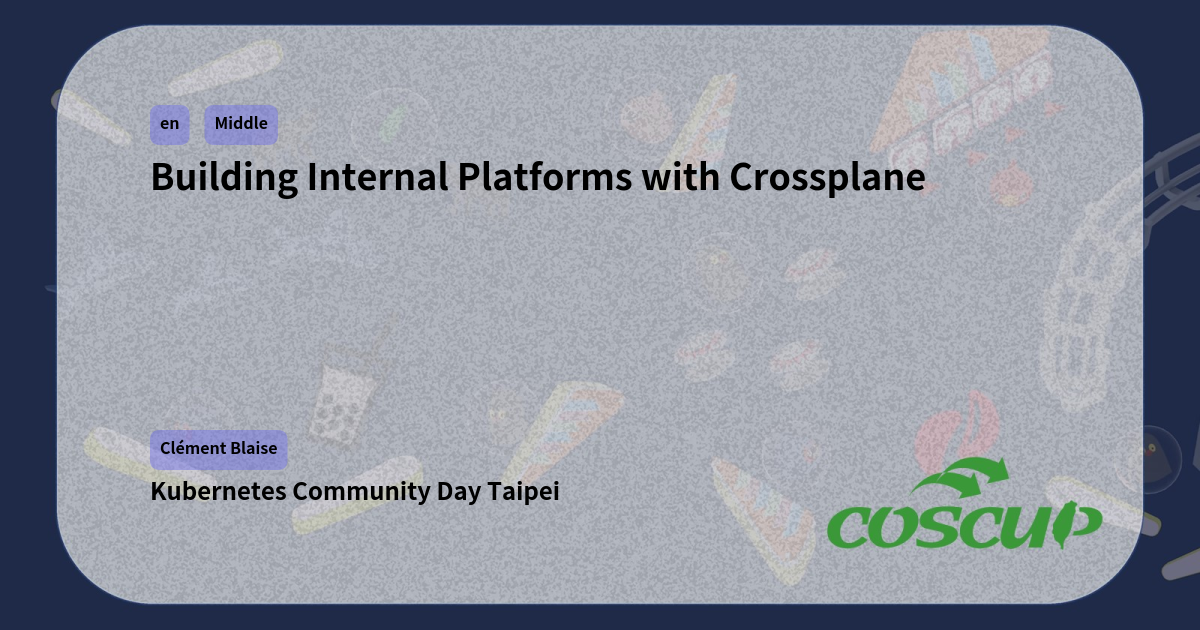 en Middle
Building Internal Platforms with Crossplane
Clément Blaise
Kubernetes Community Day Taipei
COSCUP